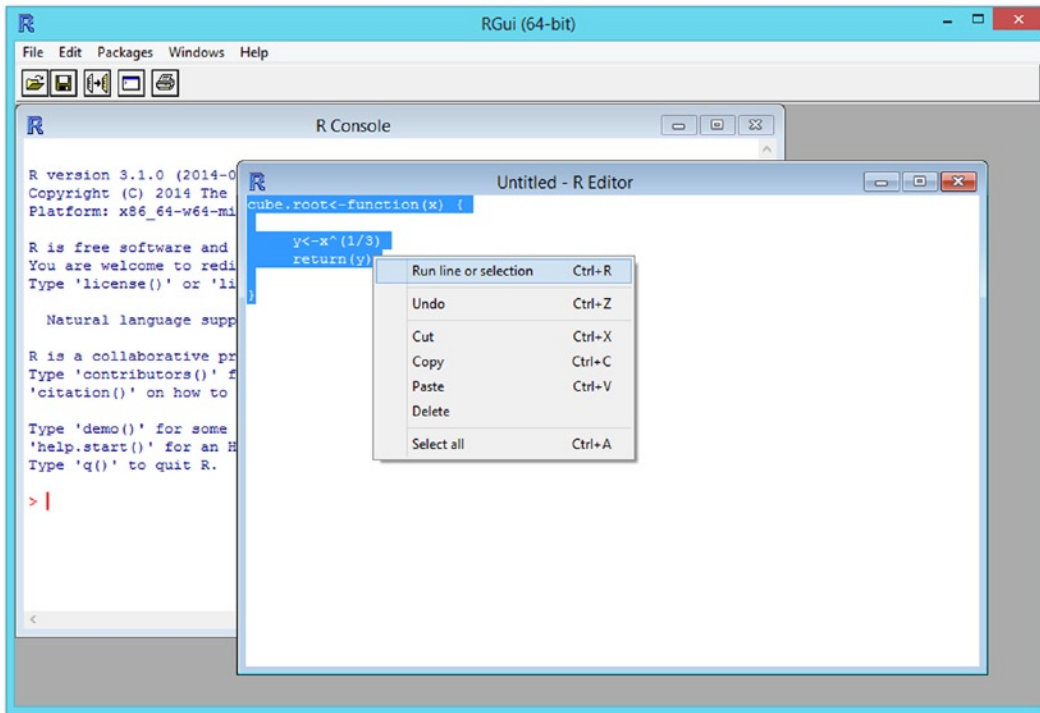 RGui (64-bit)
File Edit Packages Windows Help
R Console
R version 3.1.0 (2014-0
Copyright (C) 2014 The
Platform: x86_64-w64-mi
R is free software and
You are welcome to redi
Type 'license()' or 'li
Natural language supp
R is a collaborative pr
Type 'contributors()' f
'citation()' on how to
Type 'demo()' for some
'help.start()' for an H
Type 'q()' to quit R.
>
Untitled - R Editor
cube.root<-function(x) {
y<-x^(1/3)
return(y)
}
Run line or selection Ctrl+R
Undo Ctrl+Z
Cut Ctrl+X
Copy Ctrl+C
Paste Ctrl+V
Delete
Select all Ctrl+A